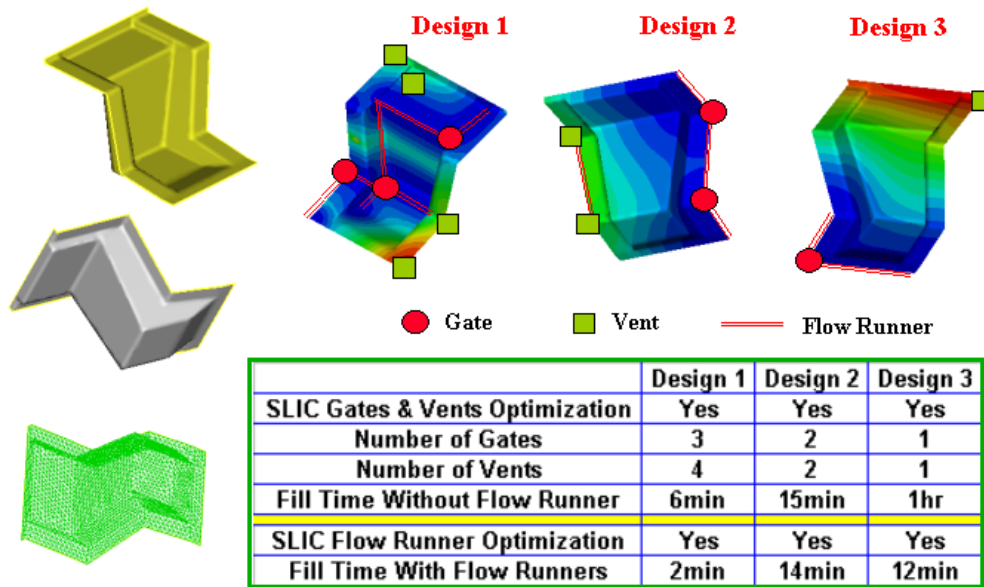 Design 1 Design 2 Design 3
Gate Vent Flow Runner
Design 1 Design 2 Design 3
SLIC Gates & Vents Optimization Yes Yes Yes
Number of Gates 3 2 1
Number of Vents 4 2 1
Fill Time Without Flow Runner 6min 15min 1hr
SLIC Flow Runner Optimization Yes Yes Yes
Fill Time With Flow Runners 2min 14min 12min